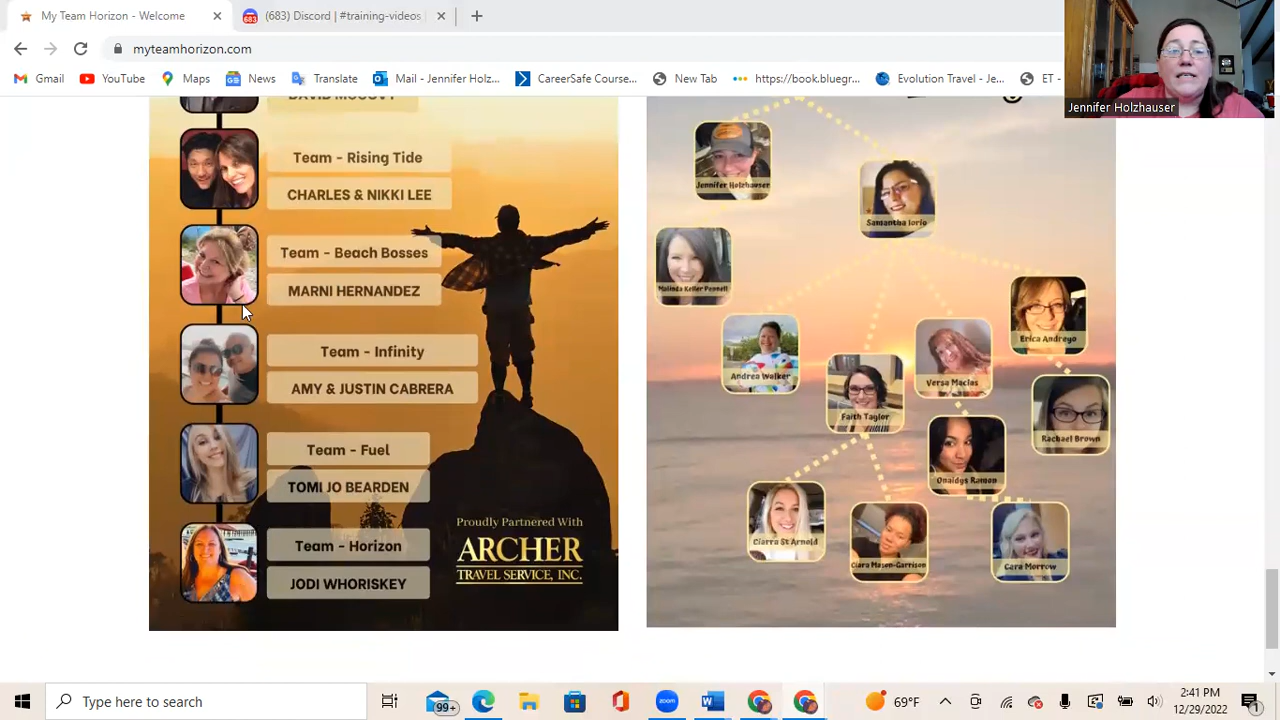 My Team Horizon - Welcome
(683) Discord | #training-videos
myteamhorizon.com
Gmail
YouTube
Maps
News
Translate
Mail - Jennifer Holz...
CareerSafe Course...
New Tab
https://book.bluegr...
Evolution Travel - Je...
ET -
Jennifer Holzhauser
Team - Rising Tide
CHARLES & NIKKI LEE
Team - Beach Bosses
MARNI HERNANDEZ
Team - Infinity
AMY & JUSTIN CABRERA
Team - Fuel
TOMI JO BEARDEN
Team - Horizon
JODI WHORISKEY
Proudly Partnered With
ARCHER
TRAVEL SERVICE, INC.
Jennifer Holzhauser
Samantha Iorio
Malinda Keller Pennell
Erica Andrego
Andrea Walker
Versa Macias
Faith Taylor
Rachael Brown
Onaidys Ramon
Ciarra St Arnold
Ciara Mason-Garrison
Cara Morrow
Type here to search
99+
69°F
2:41 PM
12/29/2022